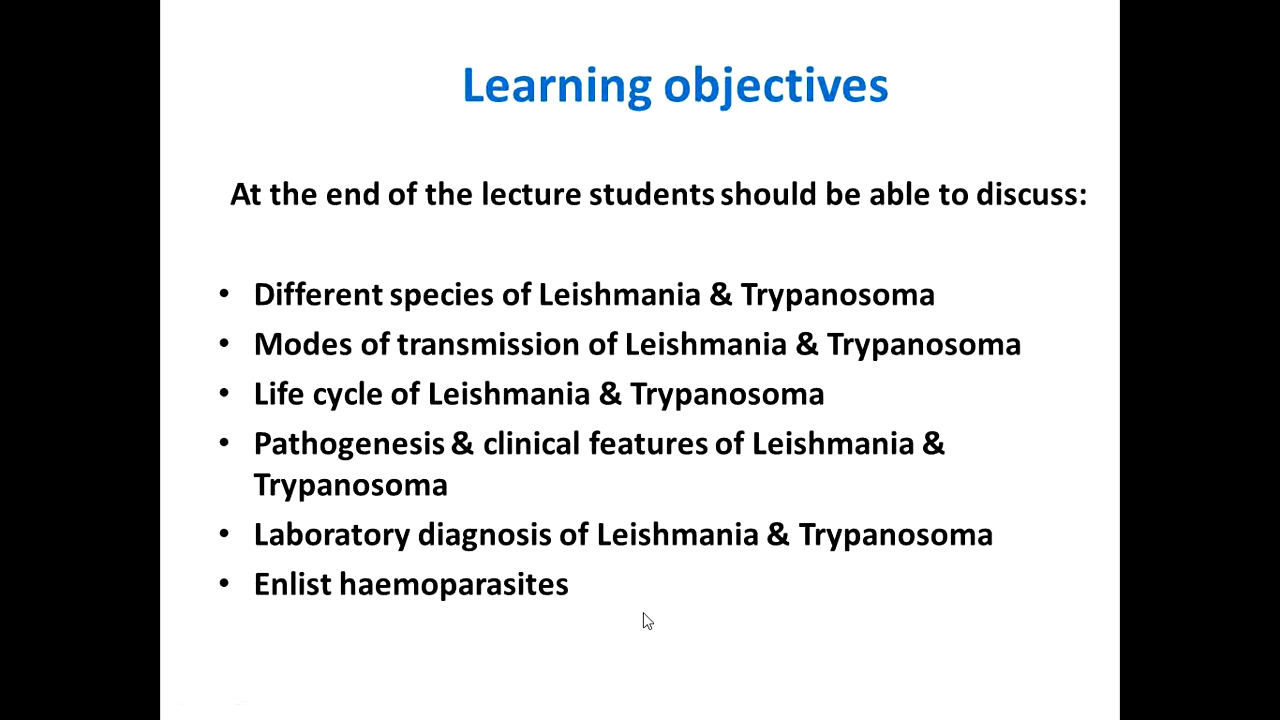 Learning objectives
At the end of the lecture students should be able to discuss:
• Different species of Leishmania & Trypanosoma
• Modes of transmission of Leishmania & Trypanosoma
• Life cycle of Leishmania & Trypanosoma
• Pathogenesis & clinical features of Leishmania &
Trypanosoma
• Laboratory diagnosis of Leishmania & Trypanosoma
• Enlist haemoparasites